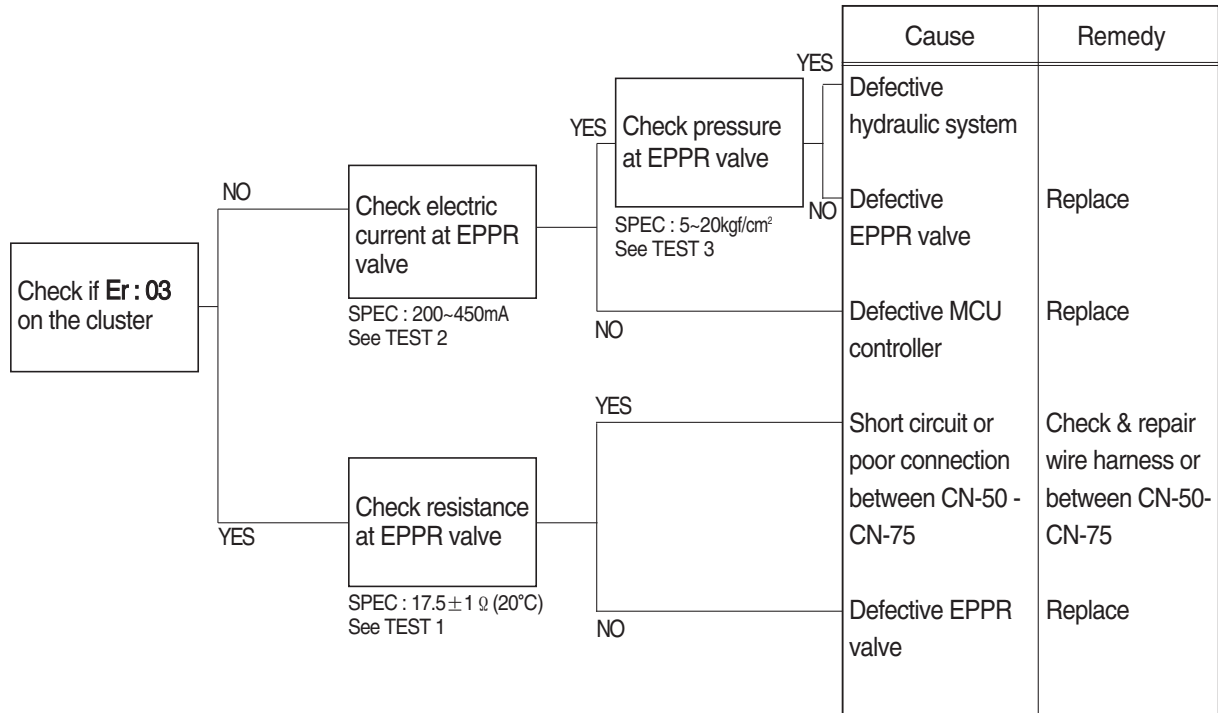 Cause
Remedy
YES
Defective
hydraulic system
YES
Check pressure
at EPPR valve
NO
Defective
EPPR valve
Replace
SPEC : 5~20kgf/cm²
See TEST 3
NO
Check electric
current at EPPR
valve
SPEC : 200~450mA
See TEST 2
Check if Er : 03
on the cluster
NO
Defective MCU
controller
Replace
YES
Short circuit or
poor connection
between CN-50 -
CN-75
Check & repair
wire harness or
between CN-50-
CN-75
YES
Check resistance
at EPPR valve
SPEC : 17.5±1 Ω (20°C)
See TEST 1
NO
Defective EPPR
valve
Replace